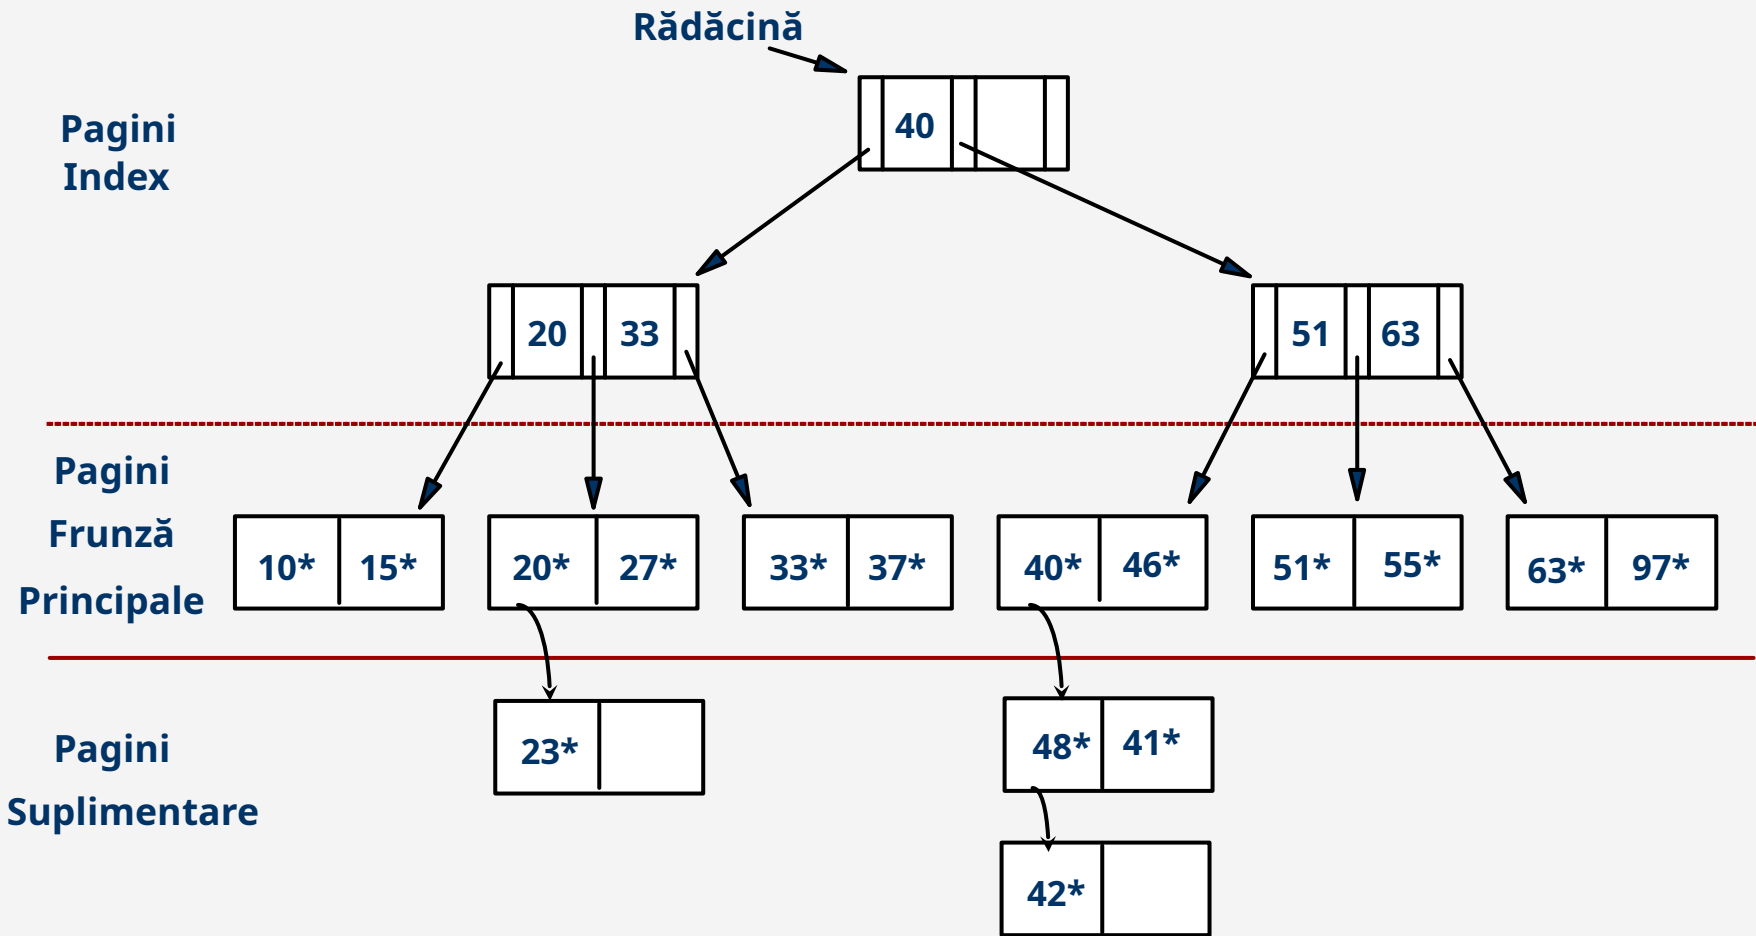 Rădăcină
Pagini
Index
40
20 33
51 63
Pagini
Frunză
Principale
10* 15*
20* 27*
33* 37*
40* 46*
51* 55*
63* 97*
Pagini
Suplimentare
23*
48* 41*
42*